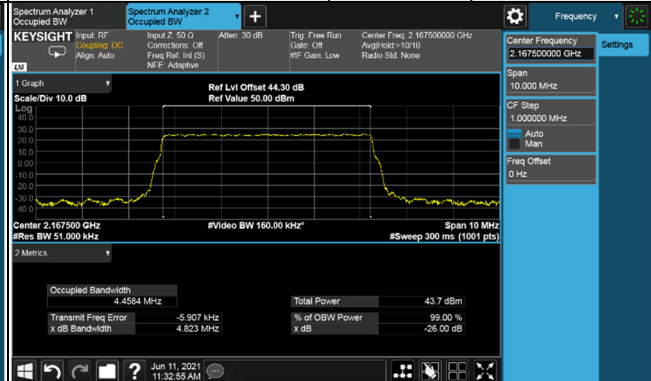 Spectrum Analyzer 1
Occupied BW
Spectrum Analyzer 2
Occupied BW
+
Frequency
KEYSIGHT
Input: RF
Coupling: DC
Align: Auto
Input Z: 50 Ω
Corrections: Off
Freq Ref: Int (S)
NFE: Adaptive
Atten: 30 dB
Trig: Free Run
Gate: Off
#IF Gain: Low
Center Freq: 2.167500000 GHz
Avg|Hold:>10/10
Radio Std: None
LXI
Center Frequency
2.167500000 GHz
Settings
Span
10.000 MHz
CF Step
1.000000 MHz
Auto
Man
Freq Offset
0 Hz
1 Graph
Scale/Div 10.0 dB
Ref Lvl Offset 44.30 dB
Ref Value 50.00 dBm
Log
40.0
30.0
20.0
10.0
0.00
-10.0
-20.0
-30.0
-40.0
Center 2.167500 GHz
#Res BW 51.000 kHz
#Video BW 160.00 kHz*
Span 10 MHz
#Sweep 300 ms (1001 pts)
2 Metrics
Occupied Bandwidth
4.4584 MHz
Total Power 43.7 dBm
Transmit Freq Error -5.907 kHz
% of OBW Power 99.00 %
x dB Bandwidth 4.823 MHz
x dB -26.00 dB
?
Jun 11, 2021
11:32:55 AM